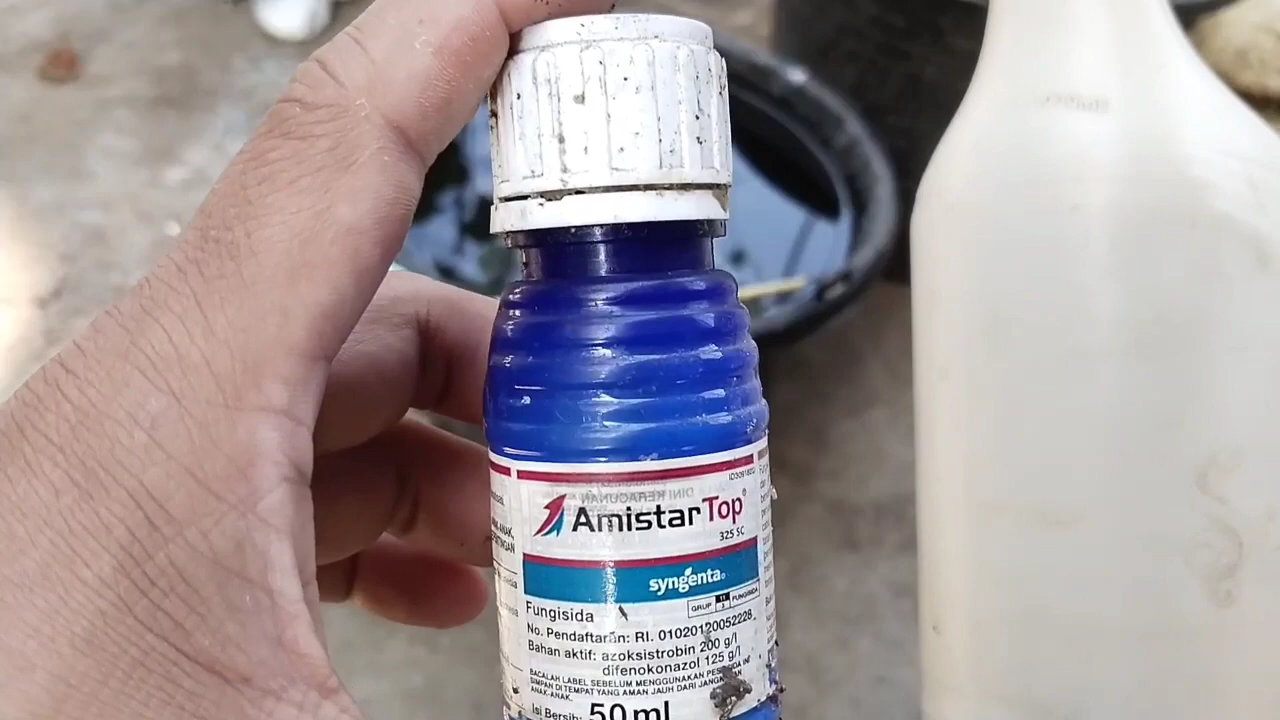 Amistar Top®
325 SC
syngenta®
GRUP 11 3 FUNGISIDA
Fungisida
No. Pendaftaran: RI. 01020120052228
Bahan aktif: azoksistrobin 200 g/l
difenokonazol 125 g/l
BACALAH LABEL SEBELUM MENGGUNAKAN PESTISIDA INI
SIMPAN DI TEMPAT YANG AMAN JAUH DARI JANGKAUAN
ANAK-ANAK.
Isi Bersih: 50 ml